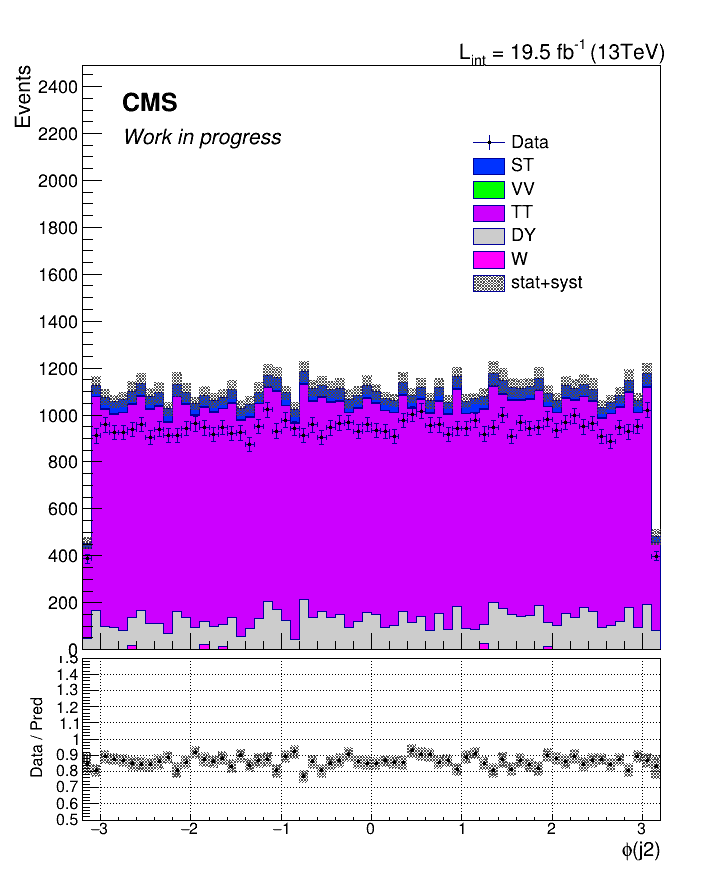 L_int = 19.5 fb^-1 (13TeV)
Events
2400
2200
2000
1800
1600
1400
1200
1000
800
600
400
200
0
CMS
Work in progress
Data
ST
VV
TT
DY
W
stat+syst
Data / Pred
1.5
1.4
1.3
1.2
1.1
1
0.9
0.8
0.7
0.6
0.5
−3 −2 −1 0 1 2 3
ϕ(j2)